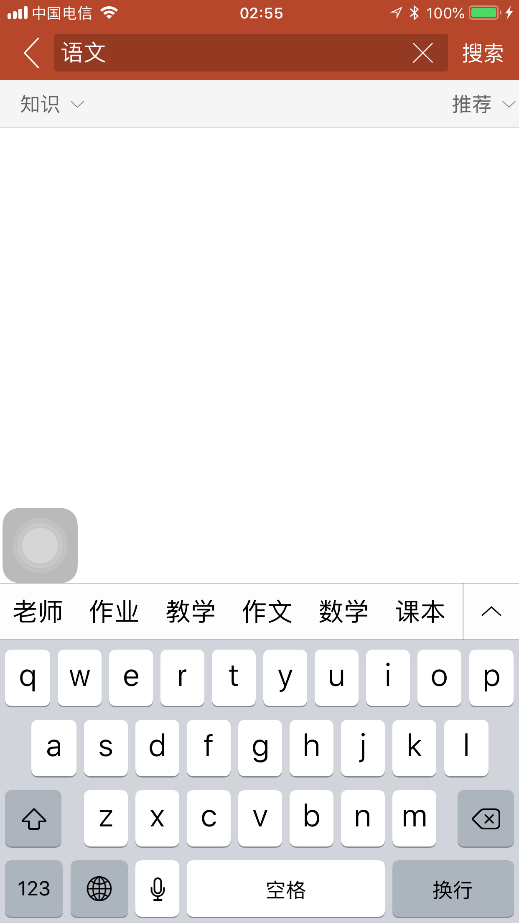 中国电信 02:55 100%
语文 搜索
知识 推荐
老师 作业 教学 作文 数学 课本
q w e r t y u i o p
a s d f g h j k l
z x c v b n m
123 空格 换行